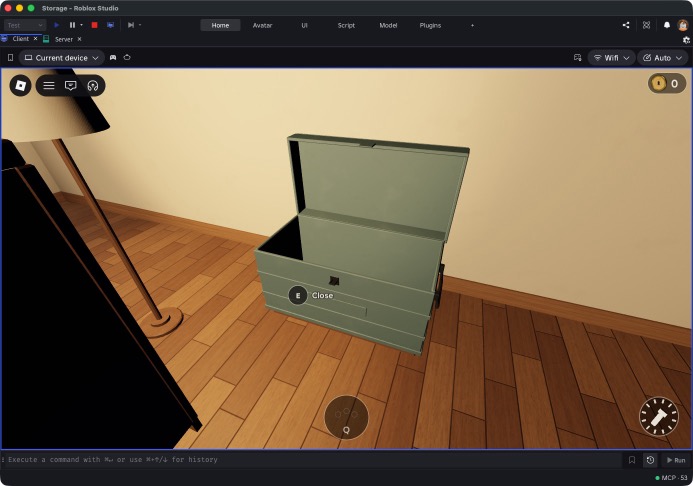 Storage - Roblox Studio
Test
Home
Avatar
UI
Script
Model
Plugins
+
Client
Server
Current device
Wifi
Auto
0
E
Close
Q
Execute a command with ⌘↵ or use ⌘+↑/↓ for history
Run
MCP · 53